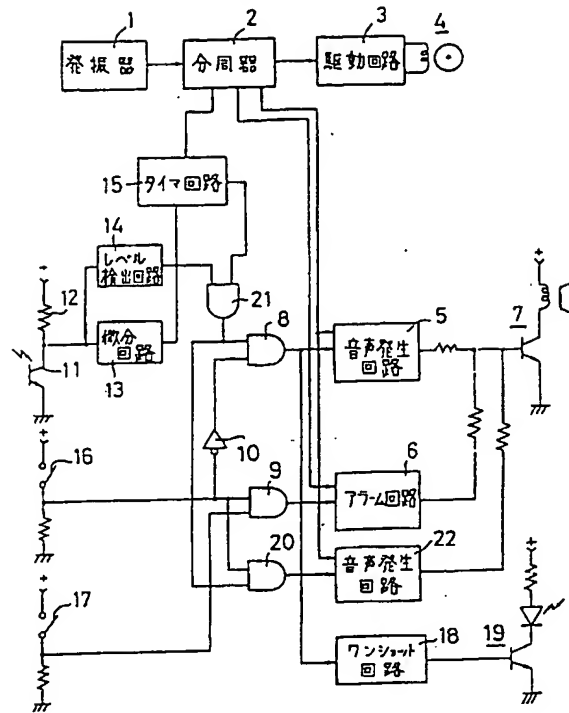 1
発振器
2
分周器
3
駆動回路
4
15
タイマ回路
14
レベル
検出回路
+
12
微分
回路
13
11
21
8
5
音声発生
回路
7
+
10
+
16
9
6
アラーム回路
20
22
音声発生
回路
+
17
18
ワンショット
回路
19
+